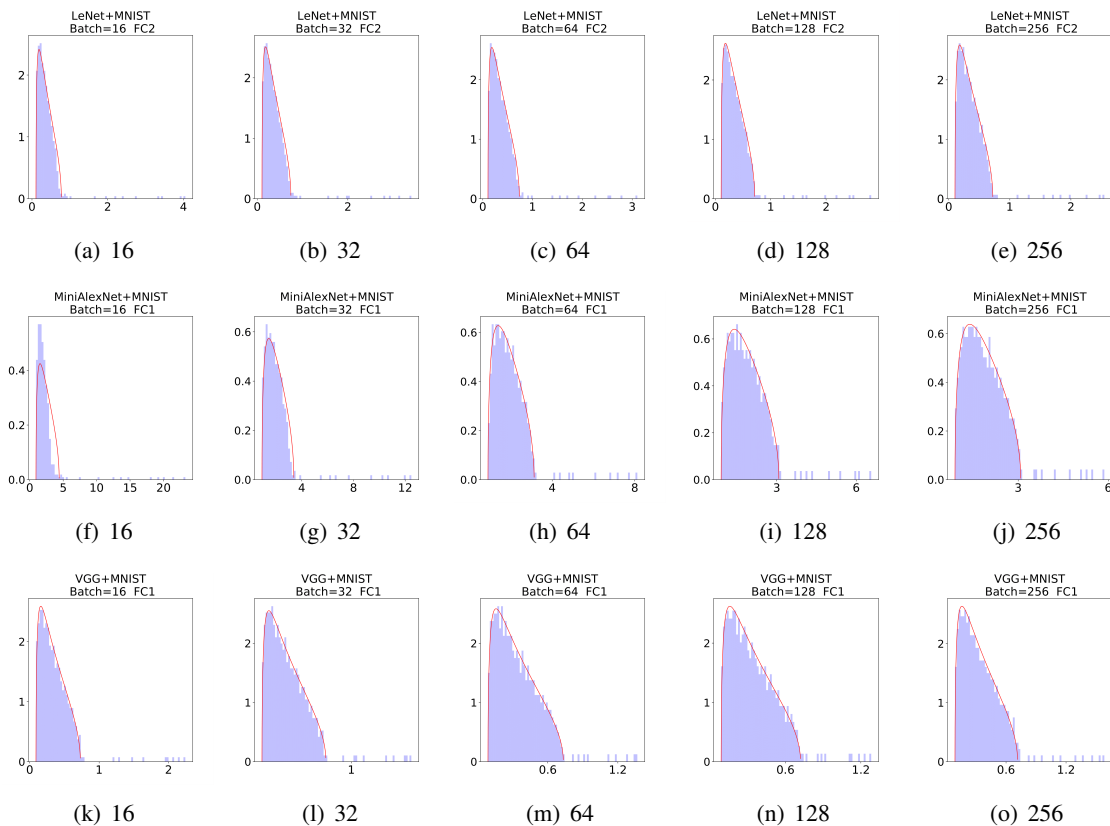 LeNet+MNIST
Batch=16 FC2
2
1
0
0 1 2 3 4
(a) 16
LeNet+MNIST
Batch=32 FC2
2
1
0
0 2
(b) 32
LeNet+MNIST
Batch=64 FC2
2
1
0
0 1 2 3
(c) 64
LeNet+MNIST
Batch=128 FC2
2
1
0
0 1 2
(d) 128
LeNet+MNIST
Batch=256 FC2
2
1
0
0 1 2
(e) 256
MiniAlexNet+MNIST
Batch=16 FC1
0.4
0.2
0.0
0 5 10 15 20
(f) 16
MiniAlexNet+MNIST
Batch=32 FC1
0.6
0.4
0.2
0.0
4 8 12
(g) 32
MiniAlexNet+MNIST
Batch=64 FC1
0.6
0.4
0.2
0.0
4 8
(h) 64
MiniAlexNet+MNIST
Batch=128 FC1
0.6
0.4
0.2
0.0
3 6
(i) 128
MiniAlexNet+MNIST
Batch=256 FC1
0.6
0.4
0.2
0.0
3 6
(j) 256
VGG+MNIST
Batch=16 FC1
2
1
0
0 1 2
(k) 16
VGG+MNIST
Batch=32 FC1
2
1
0
1
(l) 32
VGG+MNIST
Batch=64 FC1
2
1
0
0.6 1.2
(m) 64
VGG+MNIST
Batch=128 FC1
2
1
0
0.6 1.2
(n) 128
VGG+MNIST
Batch=256 FC1
2
1
0
0.6 1.2
(o) 256